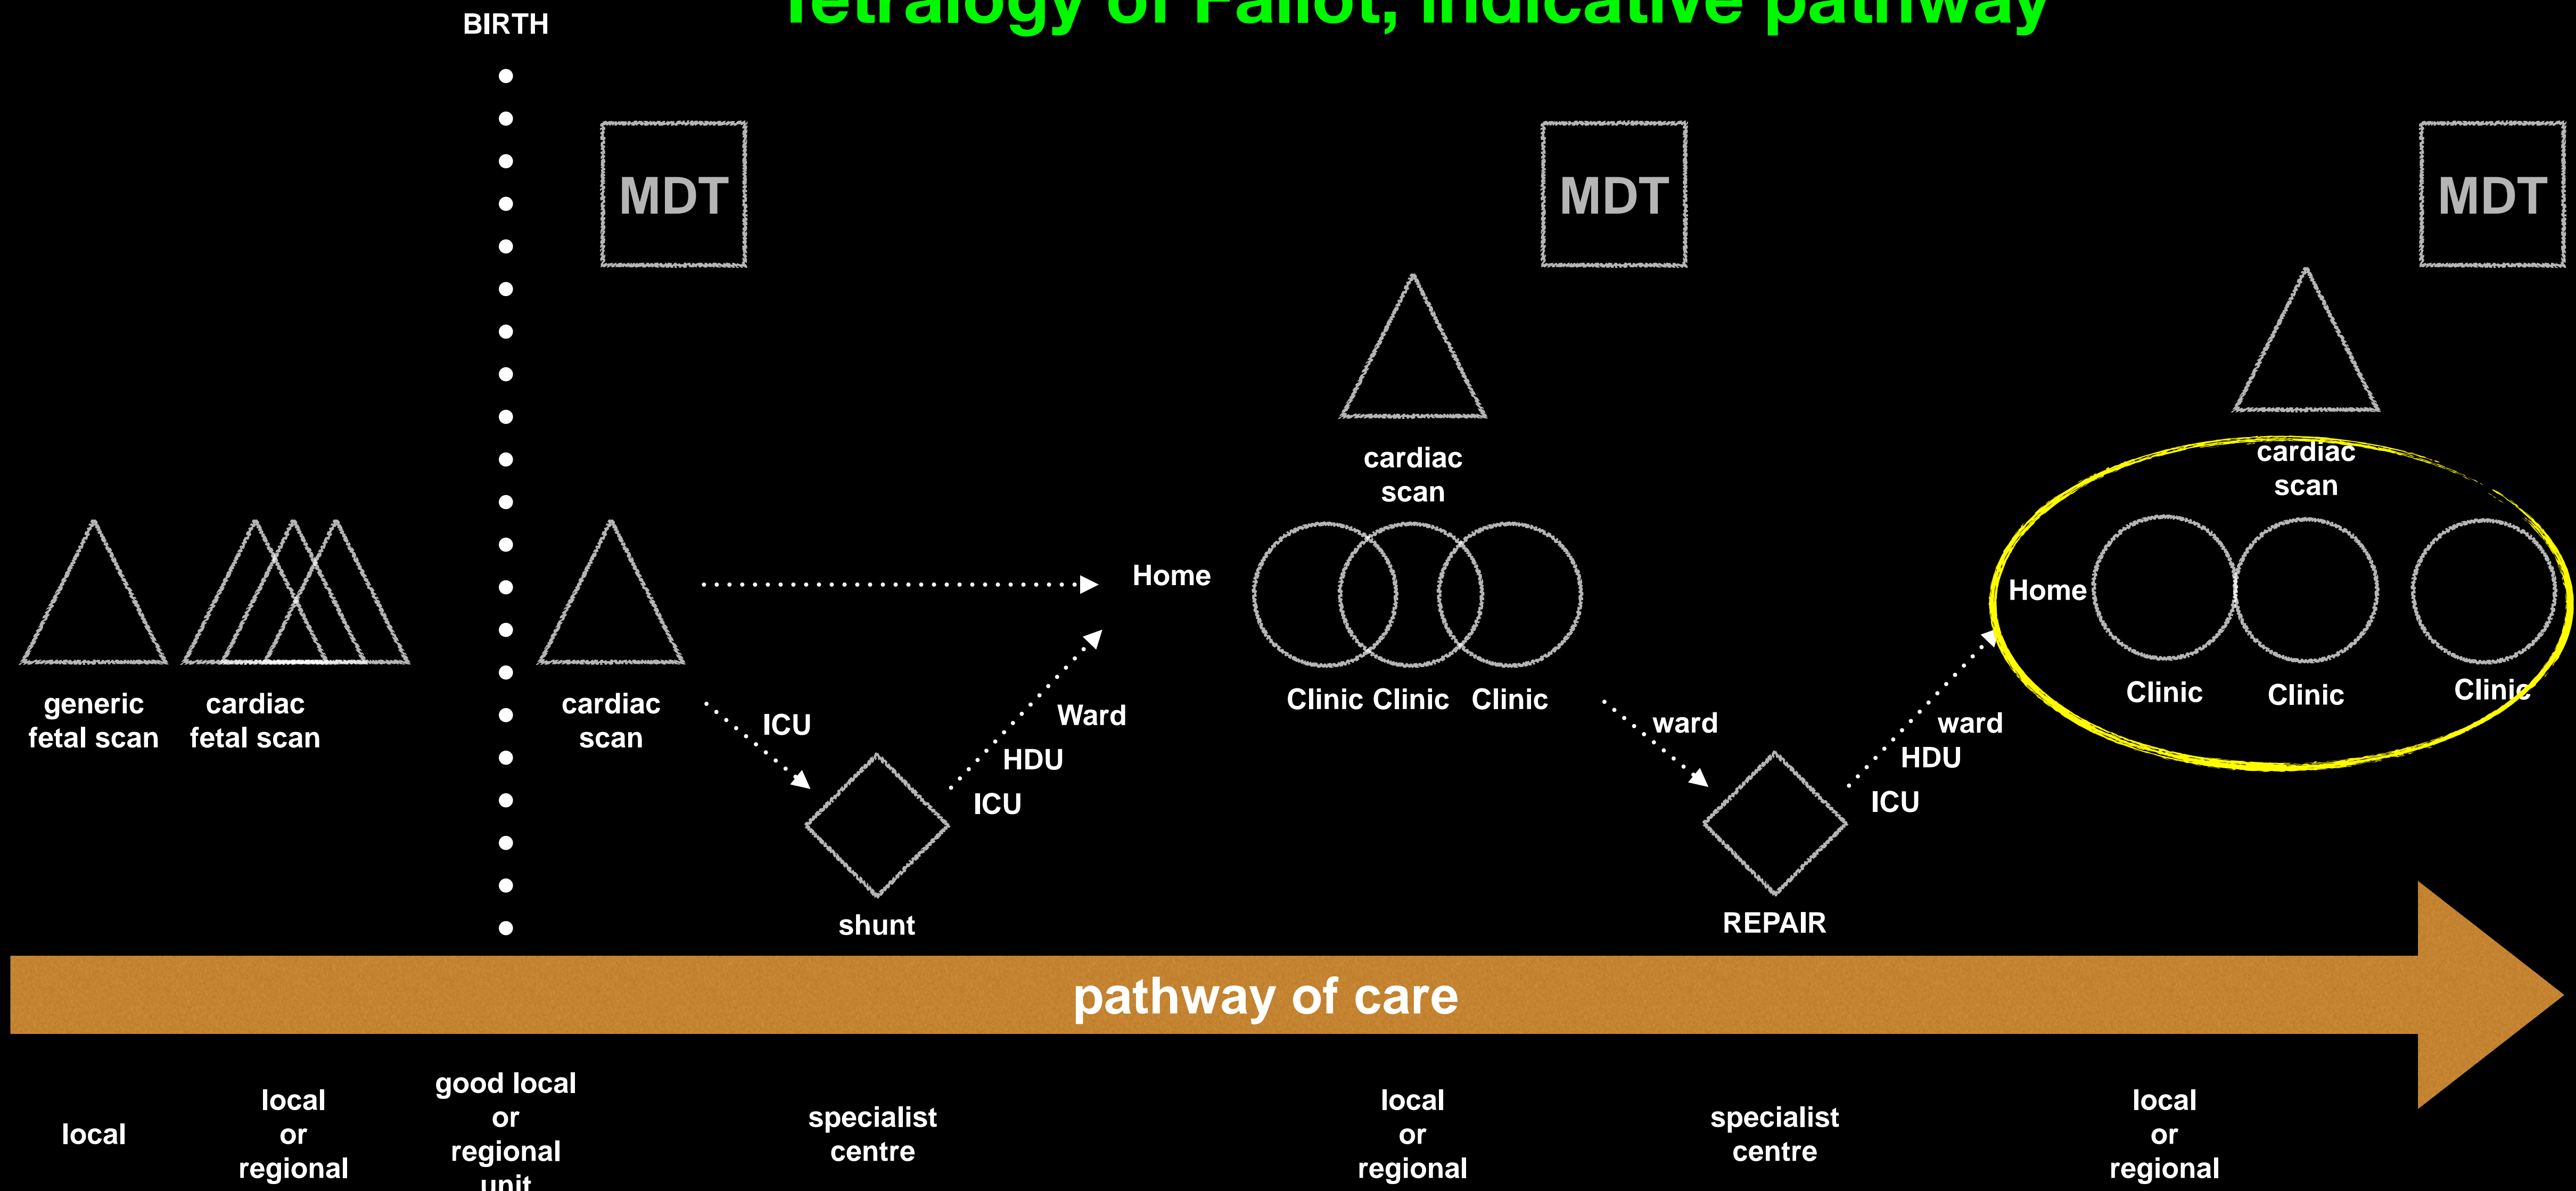 Tetralogy of Fallot, indicative pathway
BIRTH
MDT
MDT
MDT
cardiac
scan
cardiac
scan
Home
Home
generic
fetal scan
cardiac
fetal scan
cardiac
scan
Clinic Clinic Clinic
Clinic
Clinic
Clinic
ICU
Ward
HDU
ICU
ward
ward
HDU
ICU
shunt
REPAIR
pathway of care
local
local
or
regional
good local
or
regional
unit
specialist
centre
local
or
regional
specialist
centre
local
or
regional